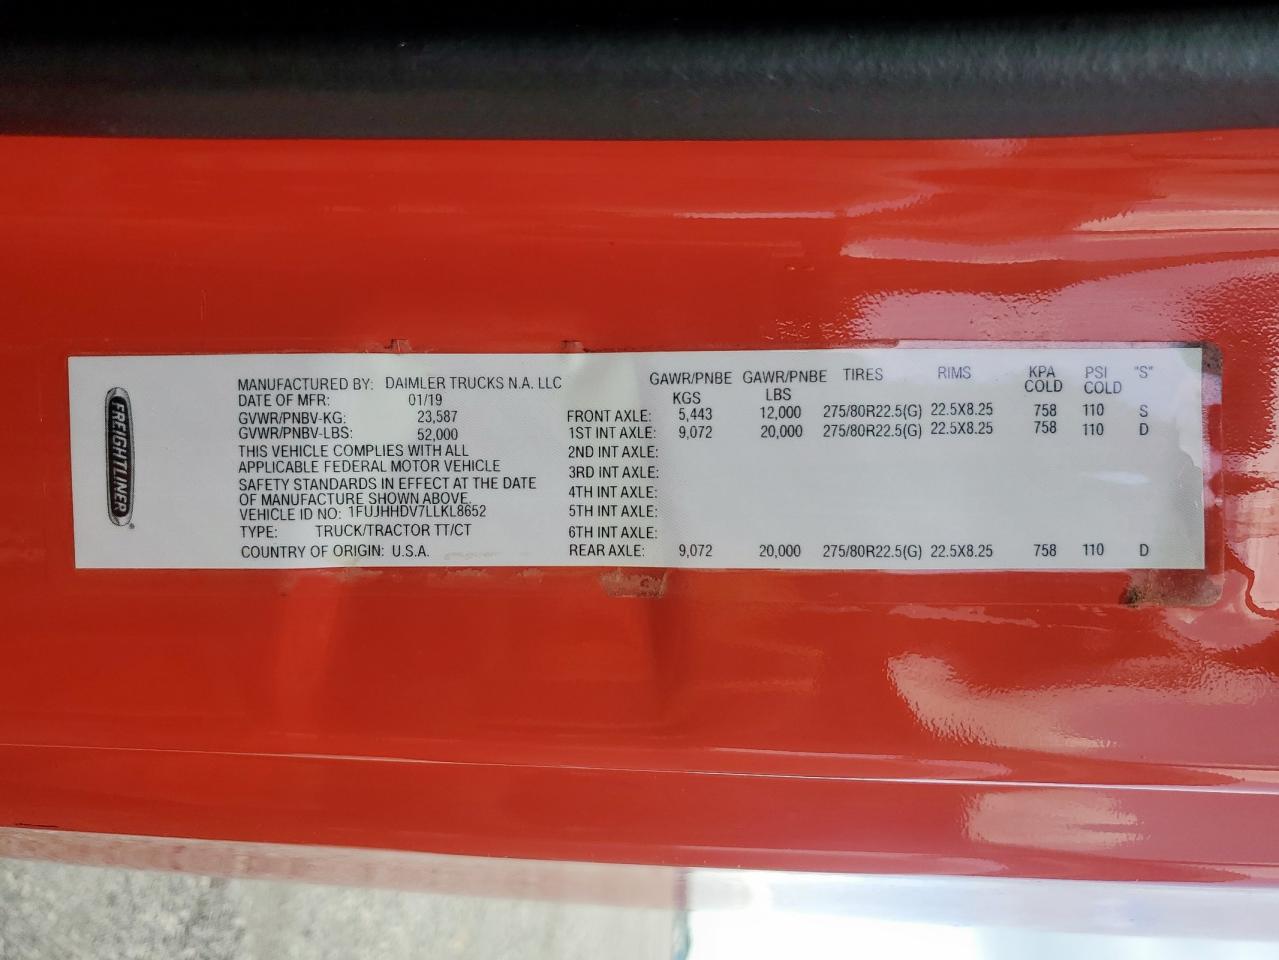 FREIGHTLINER
MANUFACTURED BY: DAIMLER TRUCKS N.A. LLC
DATE OF MFR: 01/19
GVWR/PNBV-KG: 23,587
GVWR/PNBV-LBS: 52,000
THIS VEHICLE COMPLIES WITH ALL
APPLICABLE FEDERAL MOTOR VEHICLE
SAFETY STANDARDS IN EFFECT AT THE DATE
OF MANUFACTURE SHOWN ABOVE.
VEHICLE ID NO: 1FUJHHDV7LLKL8652
TYPE: TRUCK/TRACTOR TT/CT
COUNTRY OF ORIGIN: U.S.A.
GAWR/PNBE GAWR/PNBE TIRES RIMS KPA PSI "S"
KGS LBS COLD COLD
FRONT AXLE: 5,443 12,000 275/80R22.5(G) 22.5X8.25 758 110 S
1ST INT AXLE: 9,072 20,000 275/80R22.5(G) 22.5X8.25 758 110 D
2ND INT AXLE:
3RD INT AXLE:
4TH INT AXLE:
5TH INT AXLE:
6TH INT AXLE:
REAR AXLE: 9,072 20,000 275/80R22.5(G) 22.5X8.25 758 110 D